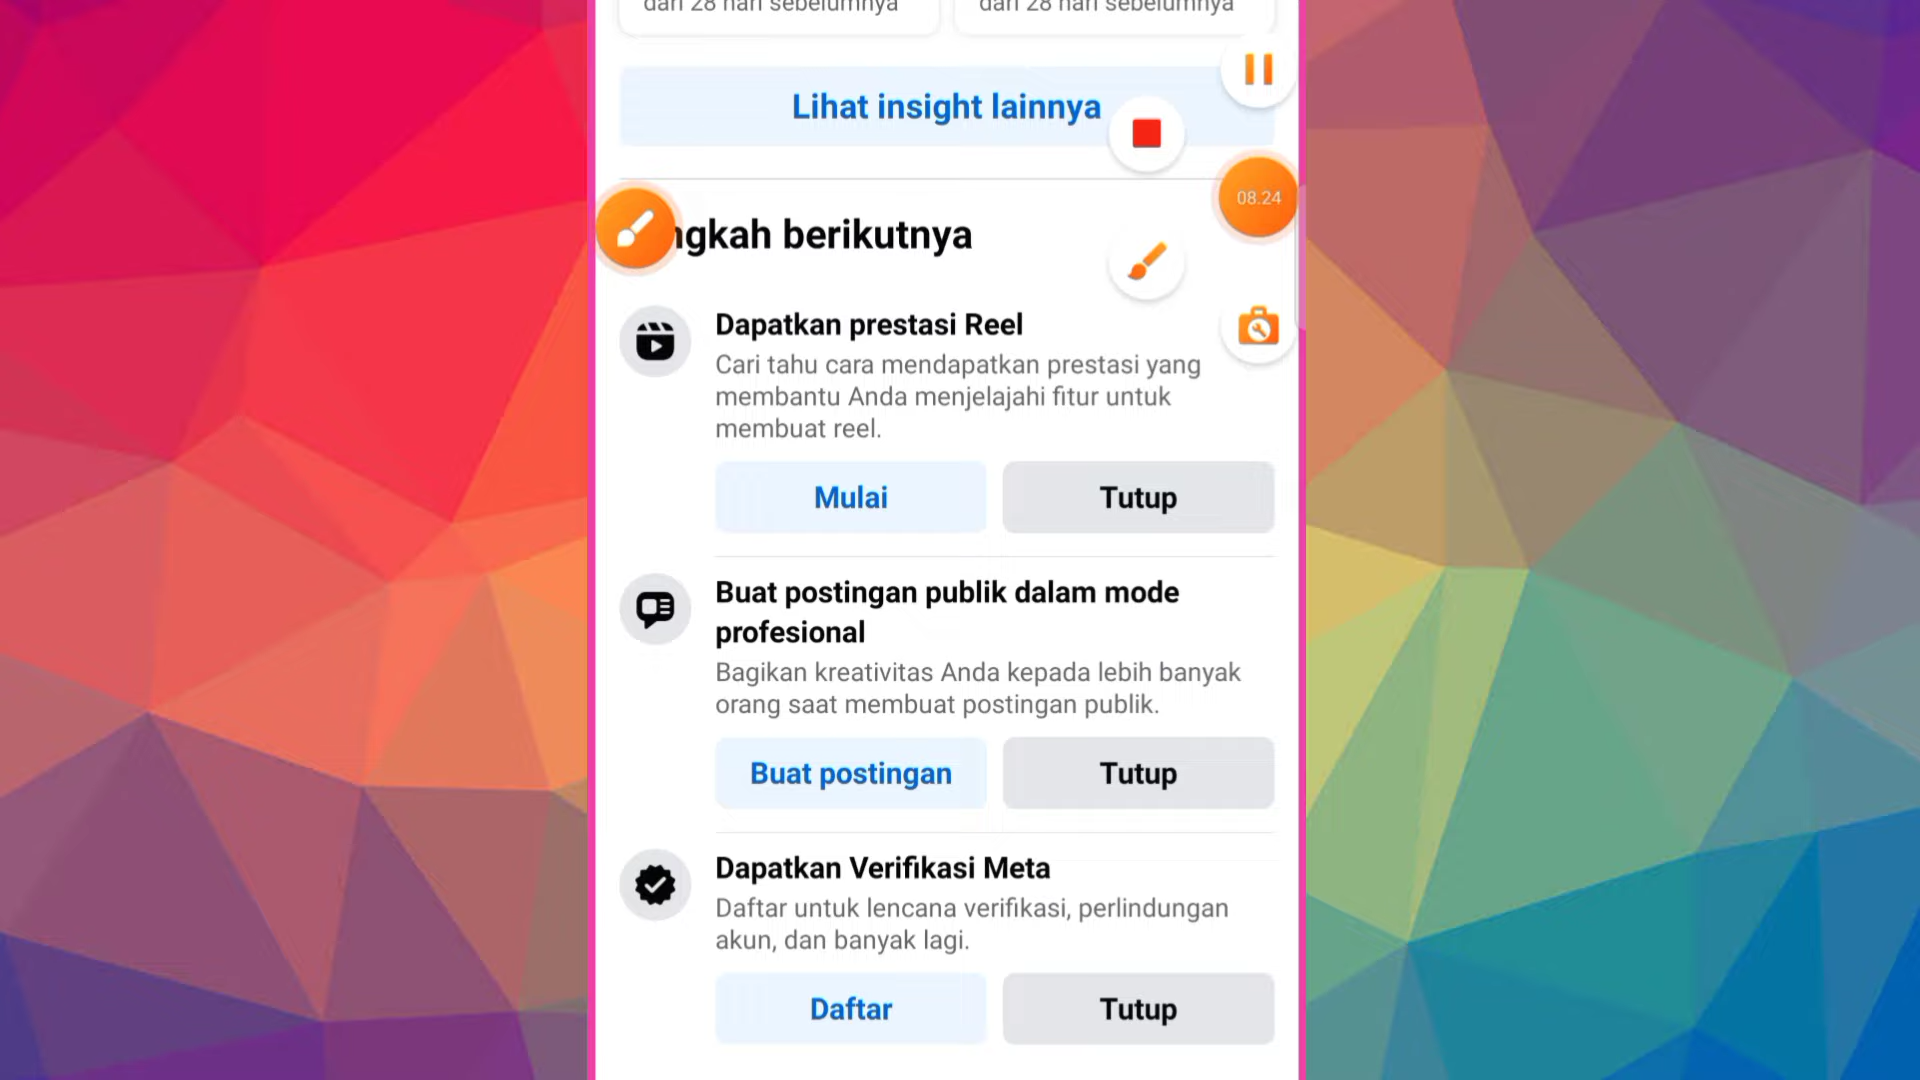 dari 28 hari sebelumnya
dari 28 hari sebelumnya
Lihat insight lainnya
08.24
ngkah berikutnya
Dapatkan prestasi Reel
Cari tahu cara mendapatkan prestasi yang
membantu Anda menjelajahi fitur untuk
membuat reel.
Mulai
Tutup
Buat postingan publik dalam mode
profesional
Bagikan kreativitas Anda kepada lebih banyak
orang saat membuat postingan publik.
Buat postingan
Tutup
Dapatkan Verifikasi Meta
Daftar untuk lencana verifikasi, perlindungan
akun, dan banyak lagi.
Daftar
Tutup